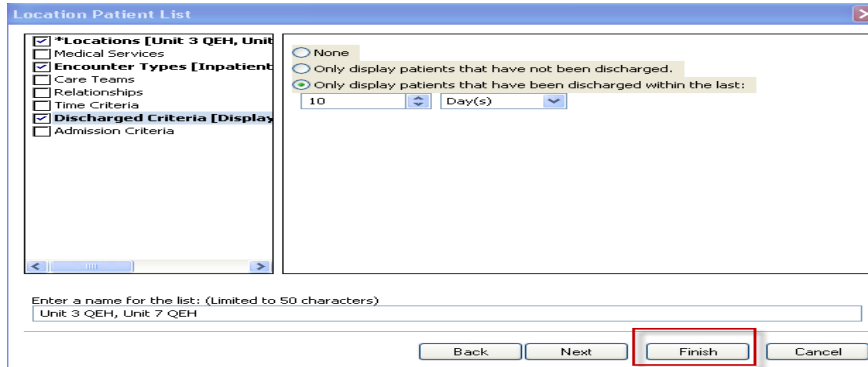 Location Patient List
*Locations [Unit 3 QEH, Unit
Medical Services
Encounter Types [Inpatient
Care Teams
Relationships
Time Criteria
Discharged Criteria [Display
Admission Criteria
None
Only display patients that have not been discharged.
Only display patients that have been discharged within the last:
10 Day(s)
Enter a name for the list: (Limited to 50 characters)
Unit 3 QEH, Unit 7 QEH
Back Next Finish Cancel